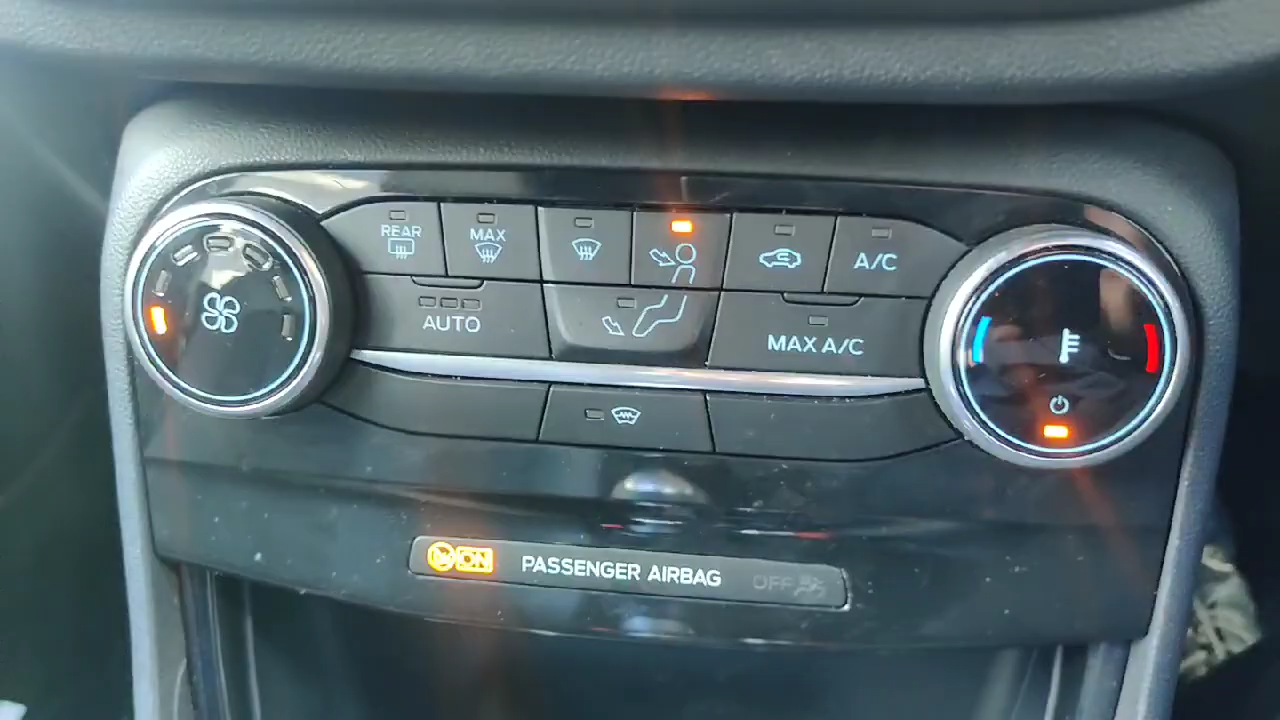 REAR
MAX
A/C
AUTO
MAX A/C
ON PASSENGER AIRBAG OFF